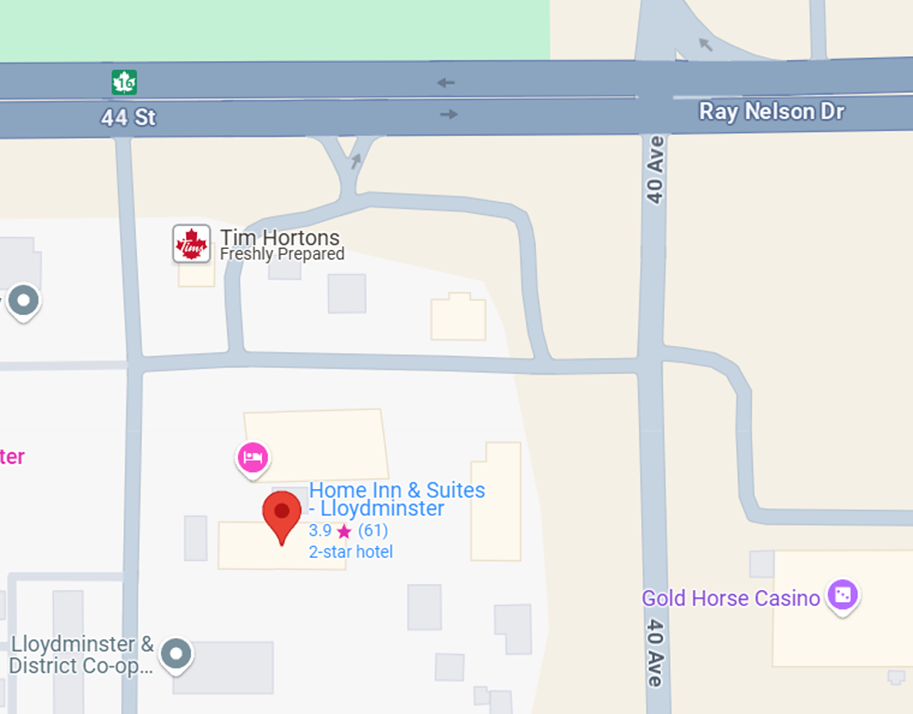 16
44 St
Ray Nelson Dr
40 Ave
Tims
Tim Hortons
Freshly Prepared
ter
Home Inn & Suites
- Lloydminster
3.9 ★ (61)
2-star hotel
Gold Horse Casino
40 Ave
Lloydminster &
District Co-op...